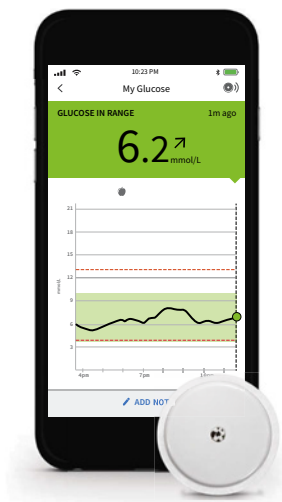 10:23 PM
My Glucose
GLUCOSE IN RANGE 1m ago
6.2 mmol/L
21
18
15
12
mmol/L
9
6
3
4pm 7pm
ADD NOT